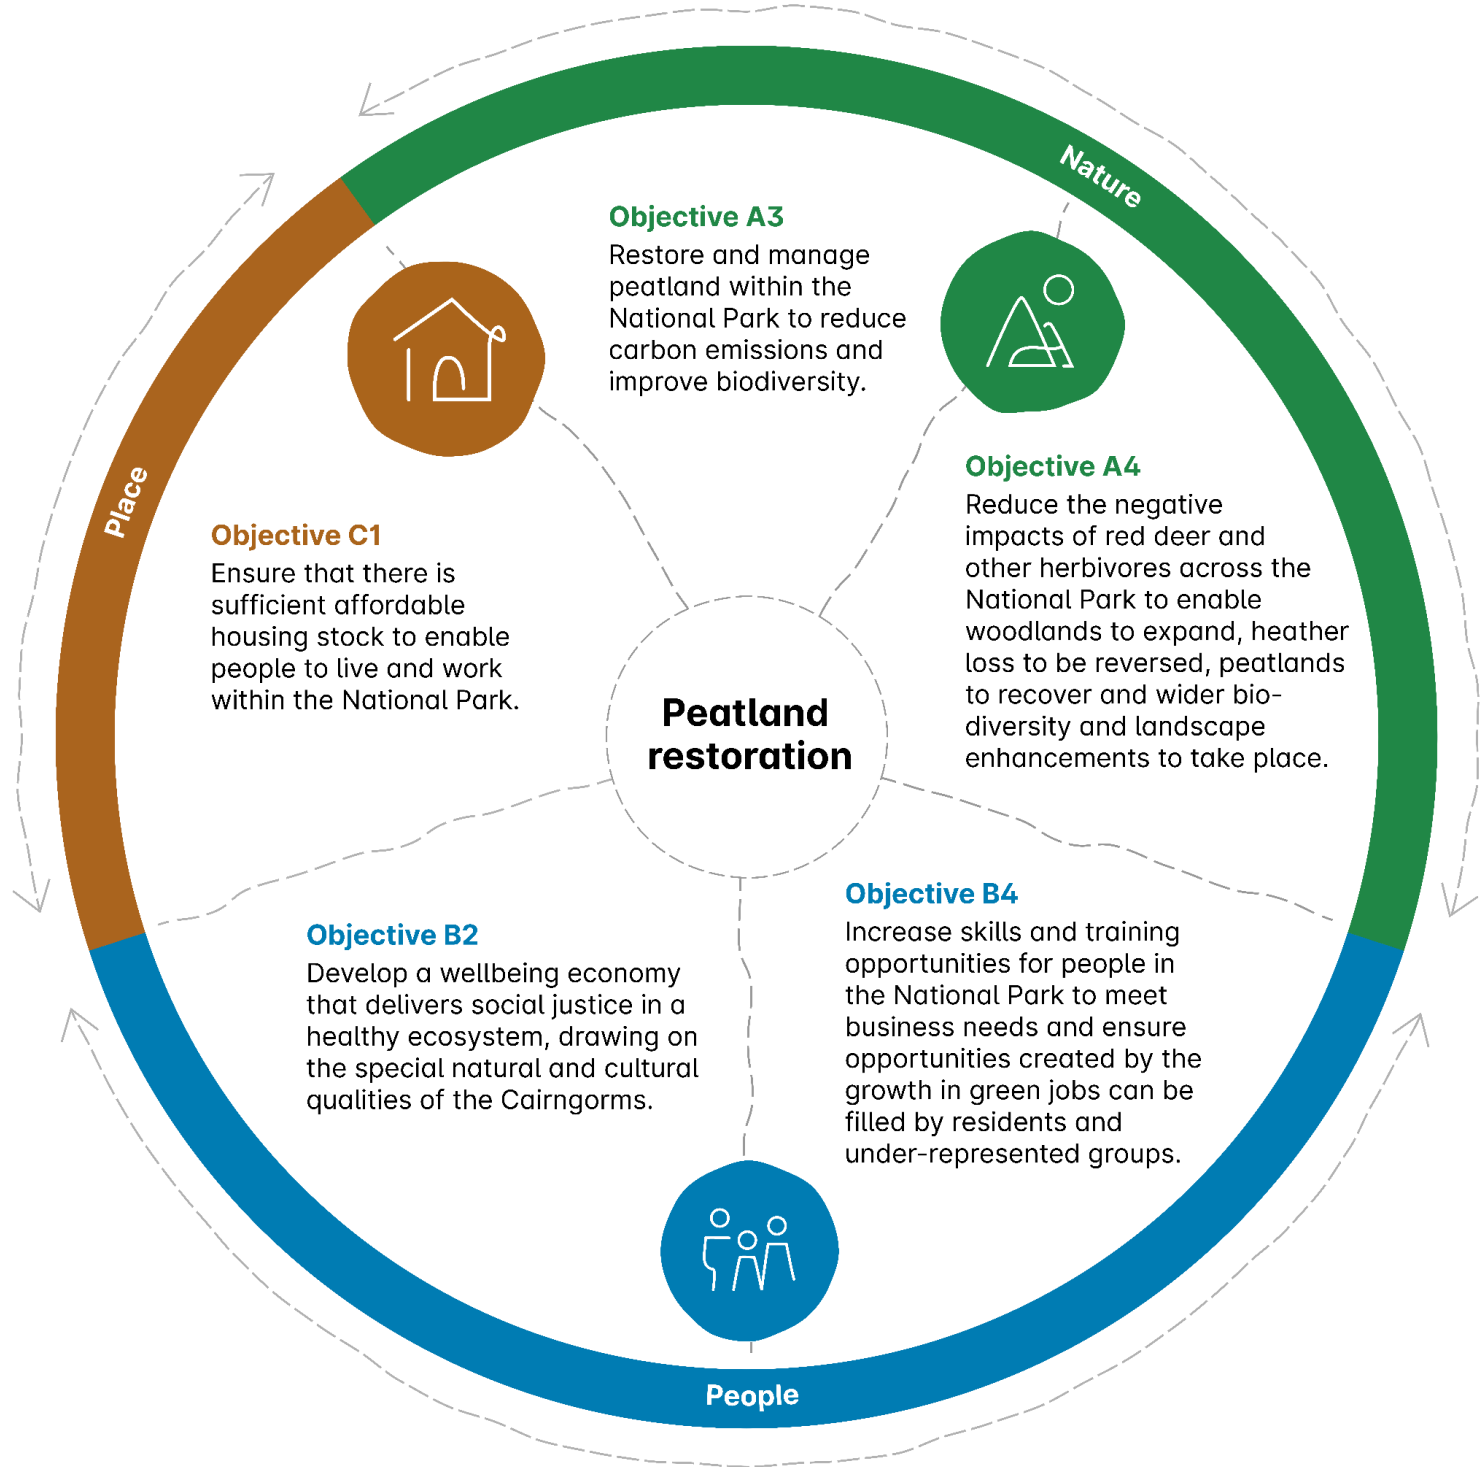 Nature
Objective A3
Restore and manage
peatland within the
National Park to reduce
carbon emissions and
improve biodiversity.
Objective A4
Reduce the negative
impacts of red deer and
other herbivores across the
National Park to enable
woodlands to expand, heather
loss to be reversed, peatlands
to recover and wider bio-
diversity and landscape
enhancements to take place.
Place
Objective C1
Ensure that there is
sufficient affordable
housing stock to enable
people to live and work
within the National Park.
Peatland
restoration
Objective B4
Increase skills and training
opportunities for people in
the National Park to meet
business needs and ensure
opportunities created by the
growth in green jobs can be
filled by residents and
under-represented groups.
Objective B2
Develop a wellbeing economy
that delivers social justice in a
healthy ecosystem, drawing on
the special natural and cultural
qualities of the Cairngorms.
People